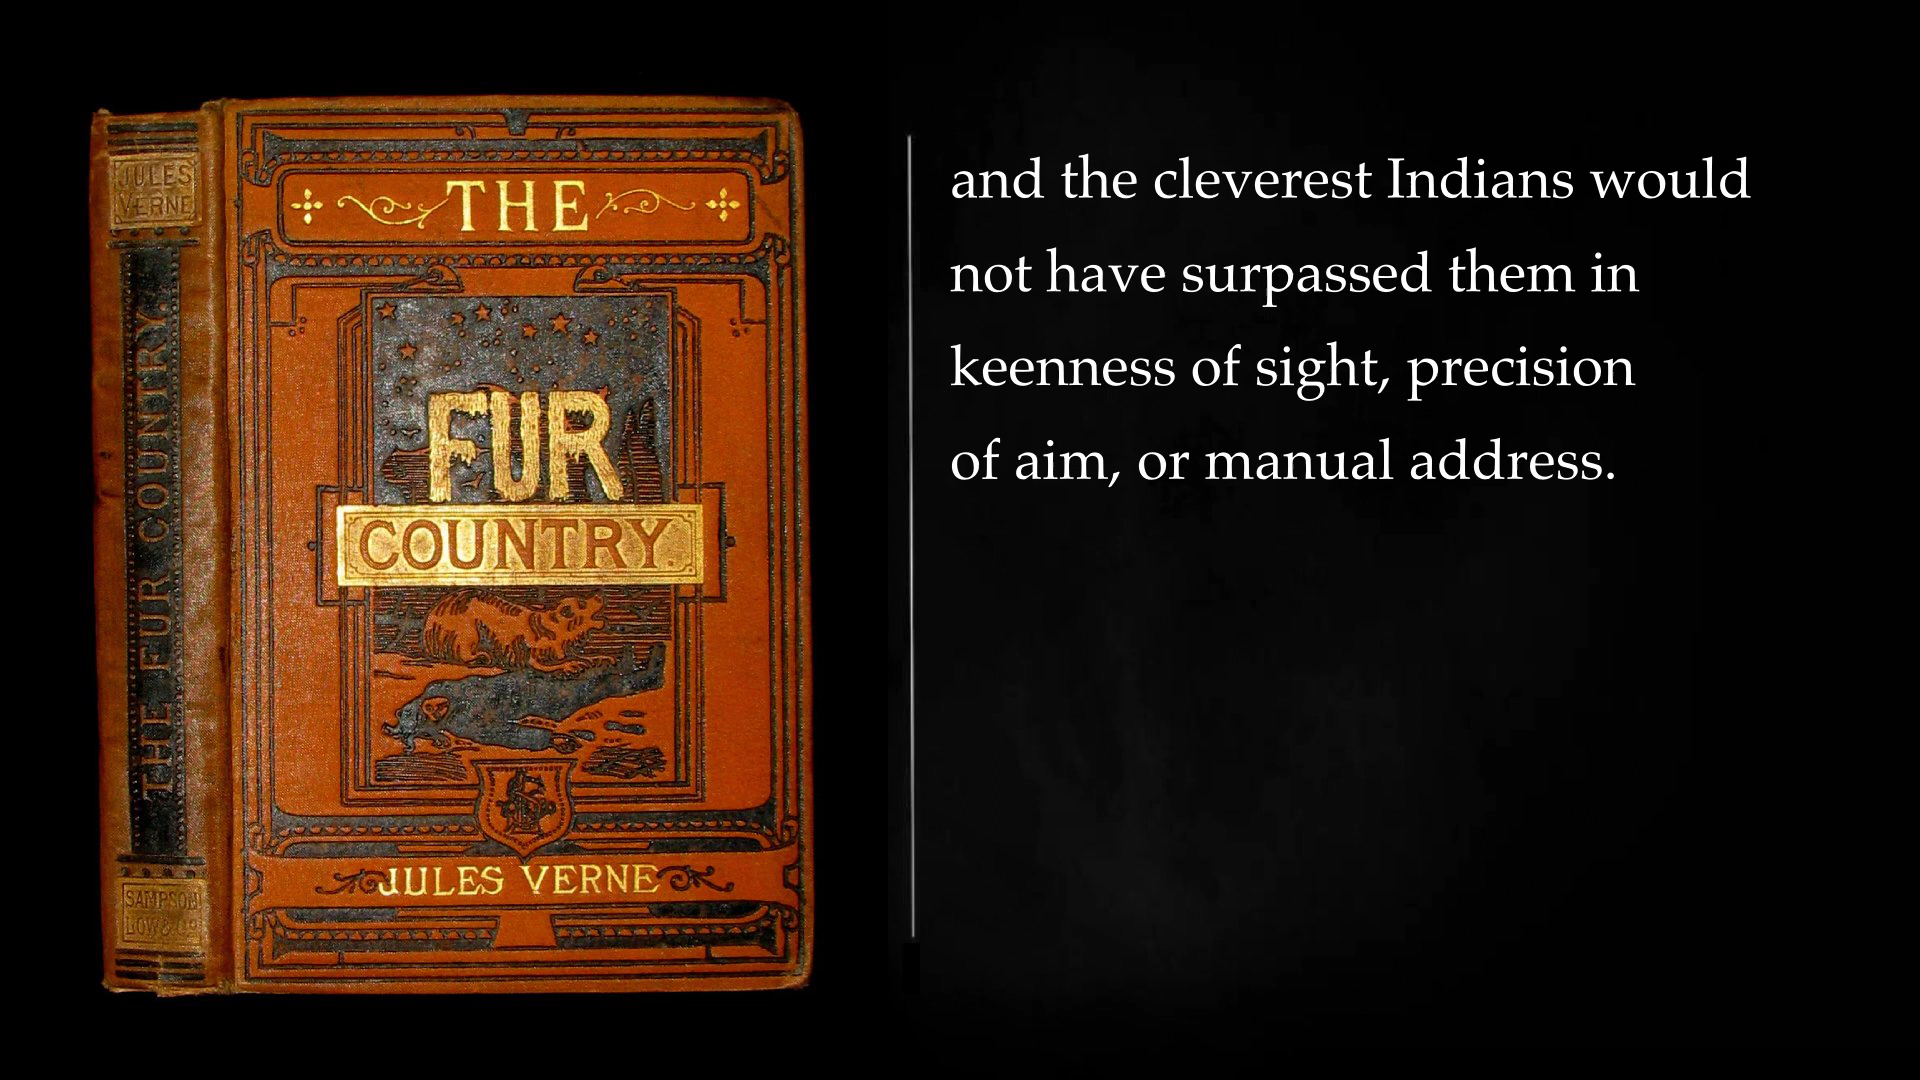 JULES
VERNE
THE FUR COUNTRY.
SAMPSON
LOW & Co
THE
FUR
COUNTRY.
JULES VERNE
and the cleverest Indians would
not have surpassed them in
keenness of sight, precision
of aim, or manual address.